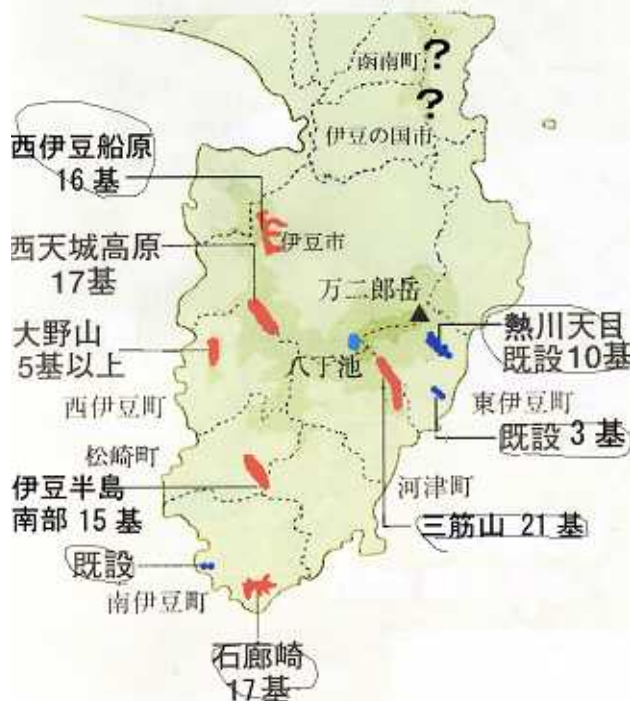 函南町
?
?
伊豆の国市
西伊豆船原
16基
伊豆市
西天城高原
17基
万二郎岳
大野山
5基以上
八丁池
熱川天目
既設10基
西伊豆町
東伊豆町
既設3基
松崎町
伊豆半島
南部15基
河津町
三筋山 21基
既設
南伊豆町
石廊崎
17基